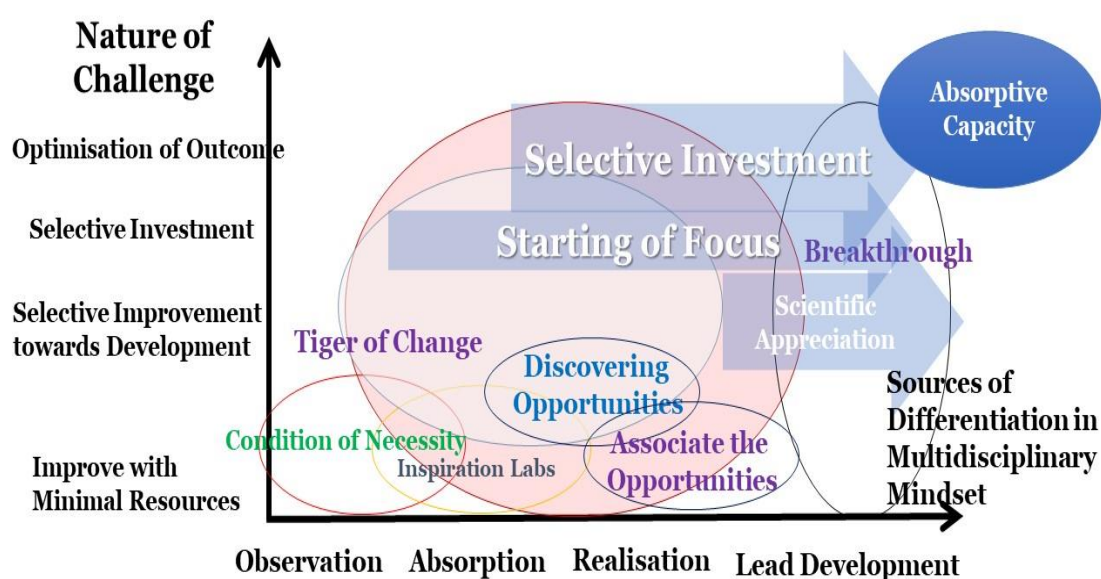 Nature of
Challenge
Absorptive
Capacity
Optimisation of Outcome
Selective Investment
Selective Investment
Starting of Focus
Breakthrough
Selective Improvement
towards Development
Scientific
Appreciation
Tiger of Change
Discovering
Opportunities
Sources of
Differentiation in
Multidisciplinary
Mindset
Condition of Necessity
Inspiration Labs
Associate the
Opportunities
Improve with
Minimal Resources
Observation
Absorption
Realisation
Lead Development